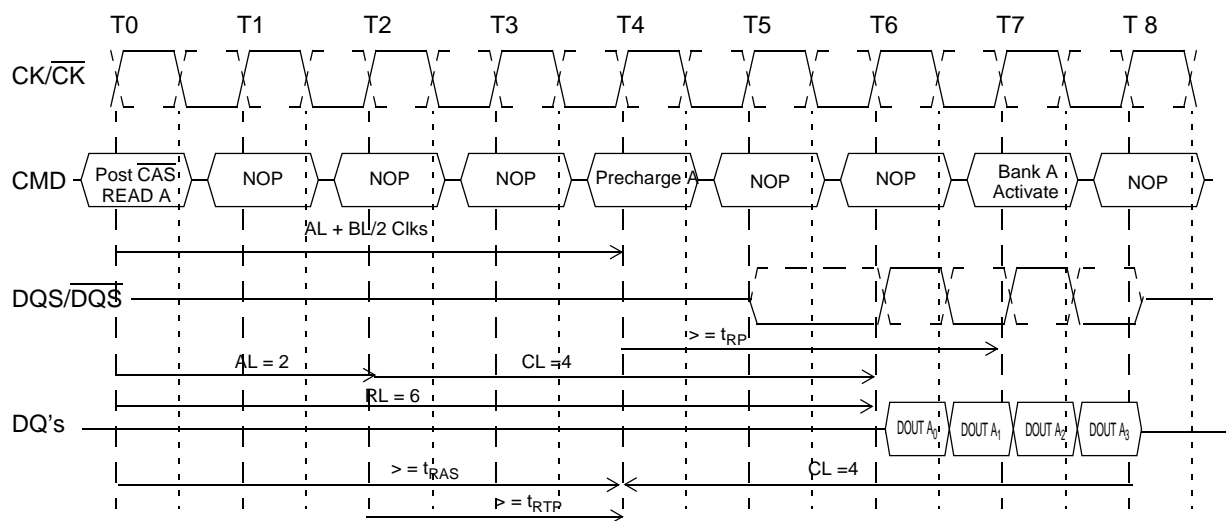 T0 T1 T2 T3 T4 T5 T6 T7 T 8
CK/CK
CMD
Post CAS
READ A
NOP
NOP
NOP
Precharge A
NOP
NOP
Bank A
Activate
NOP
AL + BL/2 Clks
DQS/DQS
> = tRP
AL = 2
CL =4
RL = 6
DQ's
DOUT A0
DOUT A1
DOUT A2
DOUT A3
> = tRAS
CL =4
> = tRTP